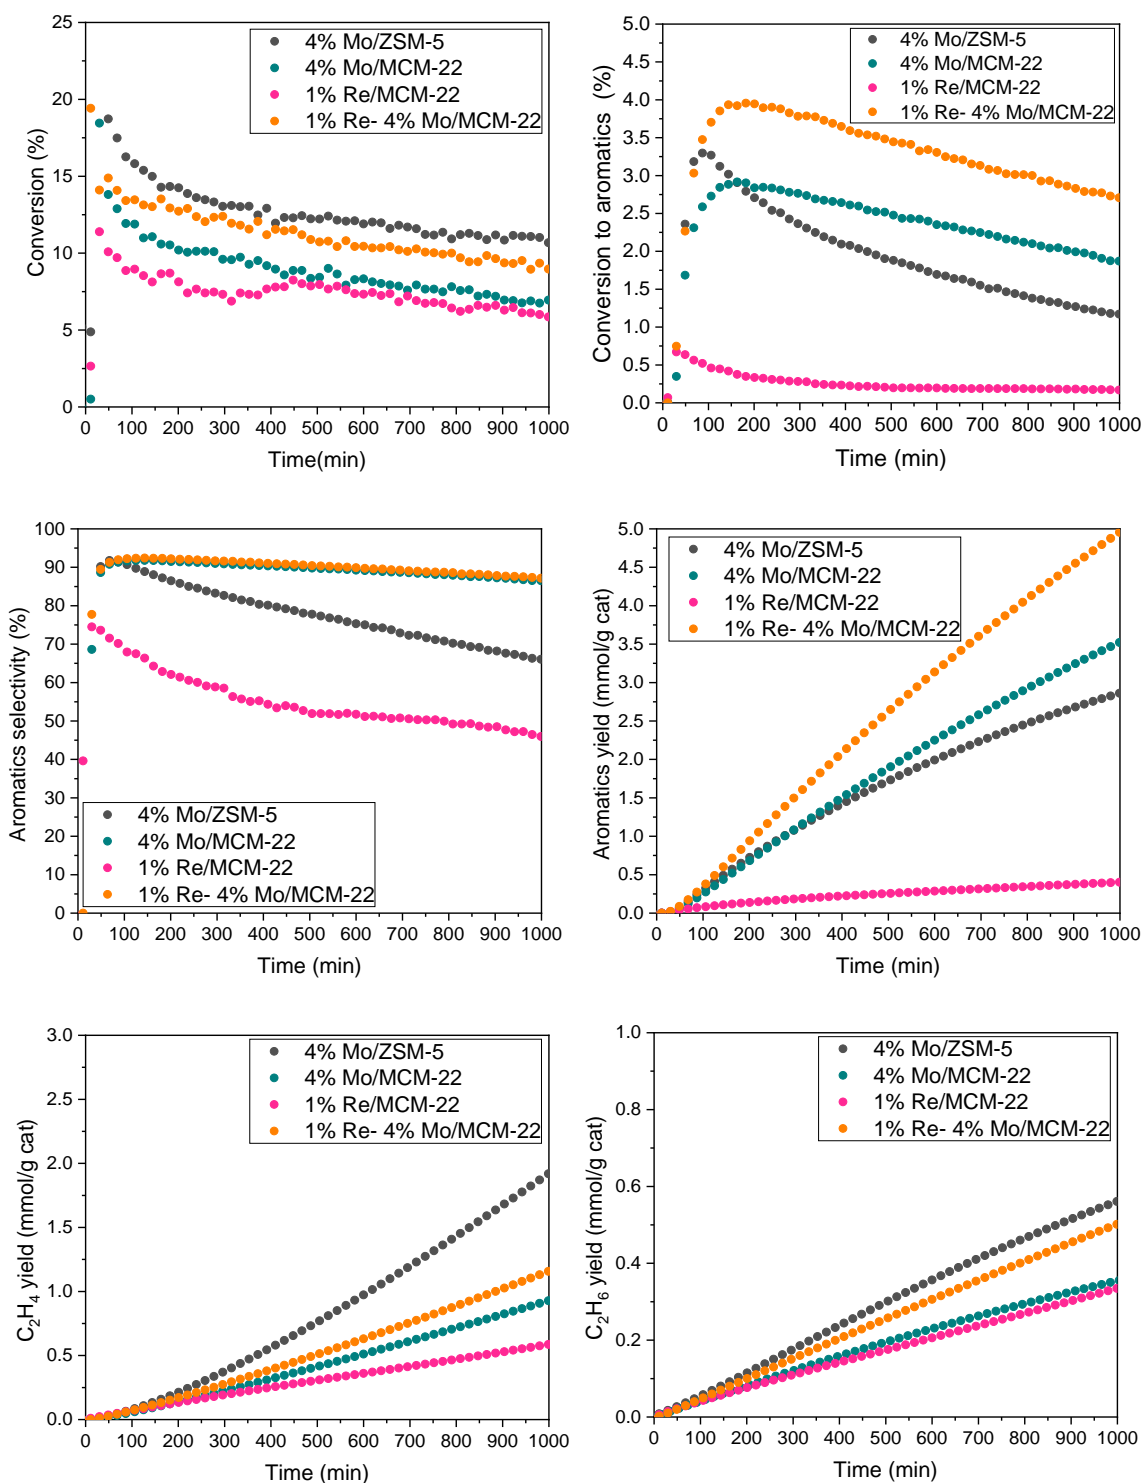 25
20
15
10
5
0
Conversion (%)
4% Mo/ZSM-5
4% Mo/MCM-22
1% Re/MCM-22
1% Re- 4% Mo/MCM-22
0 100 200 300 400 500 600 700 800 900 1000
Time(min)
5.0
4.5
4.0
3.5
3.0
2.5
2.0
1.5
1.0
0.5
0.0
Conversion to aromatics (%)
4% Mo/ZSM-5
4% Mo/MCM-22
1% Re/MCM-22
1% Re- 4% Mo/MCM-22
0 100 200 300 400 500 600 700 800 900 1000
Time (min)
100
90
80
70
60
50
40
30
20
10
0
Aromatics selectivity (%)
4% Mo/ZSM-5
4% Mo/MCM-22
1% Re/MCM-22
1% Re- 4% Mo/MCM-22
0 100 200 300 400 500 600 700 800 900 1000
Time (min)
5.0
4.5
4.0
3.5
3.0
2.5
2.0
1.5
1.0
0.5
0.0
Aromatics yield (mmol/g cat)
4% Mo/ZSM-5
4% Mo/MCM-22
1% Re/MCM-22
1% Re- 4% Mo/MCM-22
0 100 200 300 400 500 600 700 800 900 1000
Time (min)
3.0
2.5
2.0
1.5
1.0
0.5
0.0
C₂H₄ yield (mmol/g cat)
4% Mo/ZSM-5
4% Mo/MCM-22
1% Re/MCM-22
1% Re- 4% Mo/MCM-22
0 100 200 300 400 500 600 700 800 900 1000
Time (min)
1.0
0.8
0.6
0.4
0.2
0.0
C₂H₆ yield (mmol/g cat)
4% Mo/ZSM-5
4% Mo/MCM-22
1% Re/MCM-22
1% Re- 4% Mo/MCM-22
0 100 200 300 400 500 600 700 800 900 1000
Time (min)